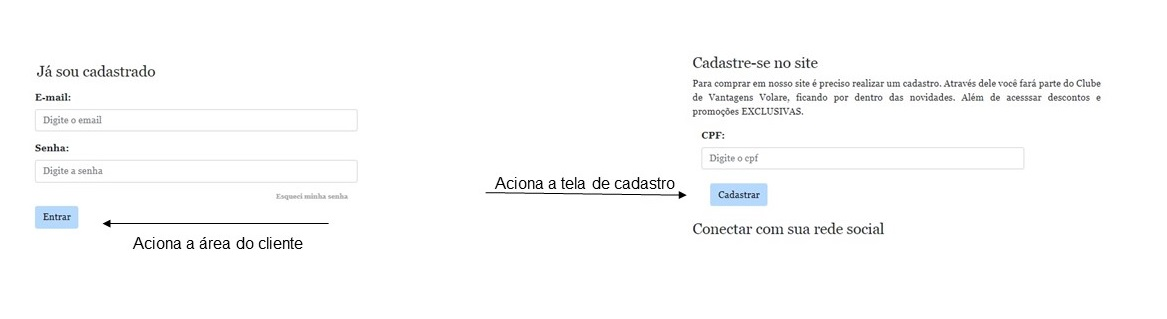 Já sou cadastrado
E-mail:
Digite o email
Senha:
Digite a senha
Esqueci minha senha
Entrar
Aciona a área do cliente
Aciona a tela de cadastro
Cadastre-se no site
Para comprar em nosso site é preciso realizar um cadastro. Através dele você fará parte do Clube
de Vantagens Volare, ficando por dentro das novidades. Além de acesssar descontos e
promoções EXCLUSIVAS.
CPF:
Digite o cpf
Cadastrar
Conectar com sua rede social